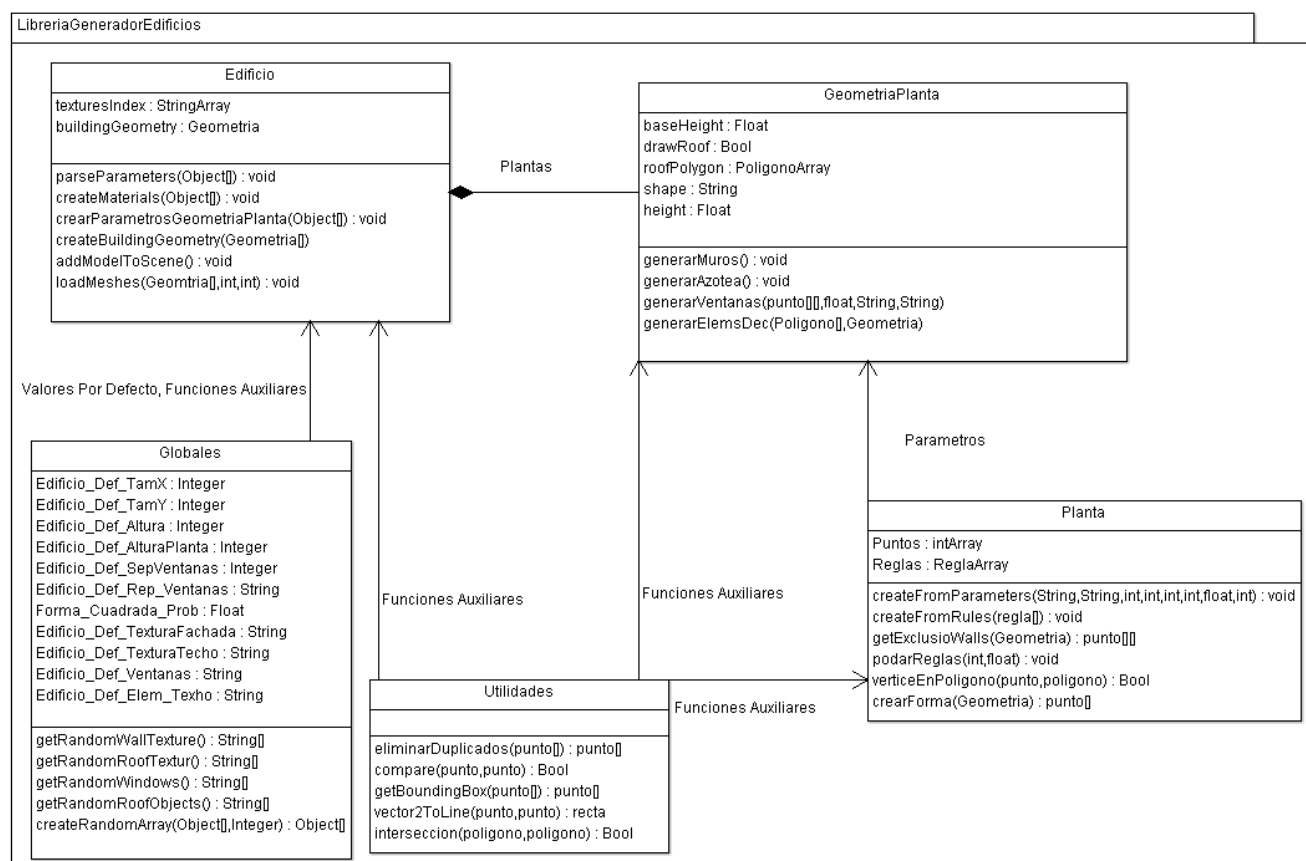 LibreriaGeneradorEdificios
Edificio
texturesIndex : StringArray
buildingGeometry : Geometria
parseParameters(Object[]) : void
createMaterials(Object[]) : void
crearParametrosGeometriaPlanta(Object[]) : void
createBuildingGeometry(Geometria[])
addModelToScene() : void
loadMeshes(Geomtria[],int,int) : void
Plantas
GeometriaPlanta
baseHeight : Float
drawRoof : Bool
roofPolygon : PoligonoArray
shape : String
height : Float
generarMuros() : void
generarAzotea() : void
generarVentanas(punto[][],float,String,String)
generarElemsDec(Poligono[],Geometria)
Valores Por Defecto, Funciones Auxiliares
Funciones Auxiliares
Funciones Auxiliares
Parametros
Globales
Edificio_Def_TamX : Integer
Edificio_Def_TamY : Integer
Edificio_Def_Altura : Integer
Edificio_Def_AlturaPlanta : Integer
Edificio_Def_SepVentanas : Integer
Edificio_Def_Rep_Ventanas : String
Forma_Cuadrada_Prob : Float
Edificio_Def_TexturaFachada : String
Edificio_Def_TexturaTecho : String
Edificio_Def_Ventanas : String
Edificio_Def_Elem_Texho : String
getRandomWallTexture() : String[]
getRandomRoofTextur() : String[]
getRandomWindows() : String[]
getRandomRoofObjects() : String[]
createRandomArray(Object[],Integer) : Object[]
Utilidades
eliminarDuplicados(punto[]) : punto[]
compare(punto,punto) : Bool
getBoundingBox(punto[]) : punto[]
vector2ToLine(punto,punto) : recta
interseccion(poligono,poligono) : Bool
Funciones Auxiliares
Planta
Puntos : intArray
Reglas : ReglaArray
createFromParameters(String,String,int,int,int,int,float,int) : void
createFromRules(regla[]) : void
getExclusioWalls(Geometria) : punto[][]
podarReglas(int,float) : void
verticeEnPoligono(punto,poligono) : Bool
crearForma(Geometria) : punto[]